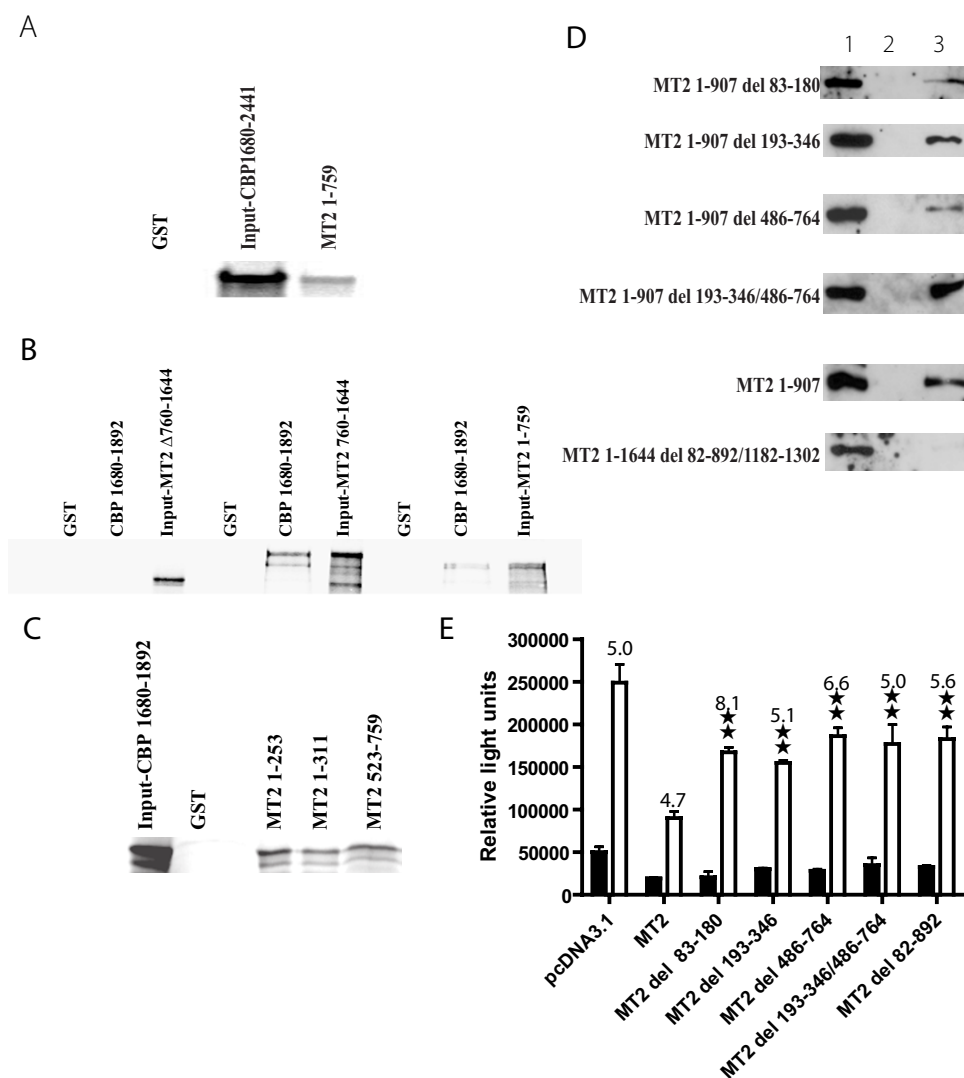 A
GST
Input-CBP1680-2441
MT2 1-759
B
GST
CBP 1680-1892
Input-MT2 Δ760-1644
GST
CBP 1680-1892
Input-MT2 760-1644
GST
CBP 1680-1892
Input-MT2 1-759
C
Input-CBP 1680-1892
GST
MT2 1-253
MT2 1-311
MT2 523-759
D
1 2 3
MT2 1-907 del 83-180
MT2 1-907 del 193-346
MT2 1-907 del 486-764
MT2 1-907 del 193-346/486-764
MT2 1-907
MT2 1-1644 del 82-892/1182-1302
E
Relative light units
300000
250000
200000
150000
100000
50000
0
5.0
4.7
8.1
5.1
6.6
5.0
5.6
★★ ★★ ★★ ★★ ★★
pcDNA3.1
MT2
MT2 del 83-180
MT2 del 193-346
MT2 del 486-764
MT2 del 193-346/486-764
MT2 del 82-892